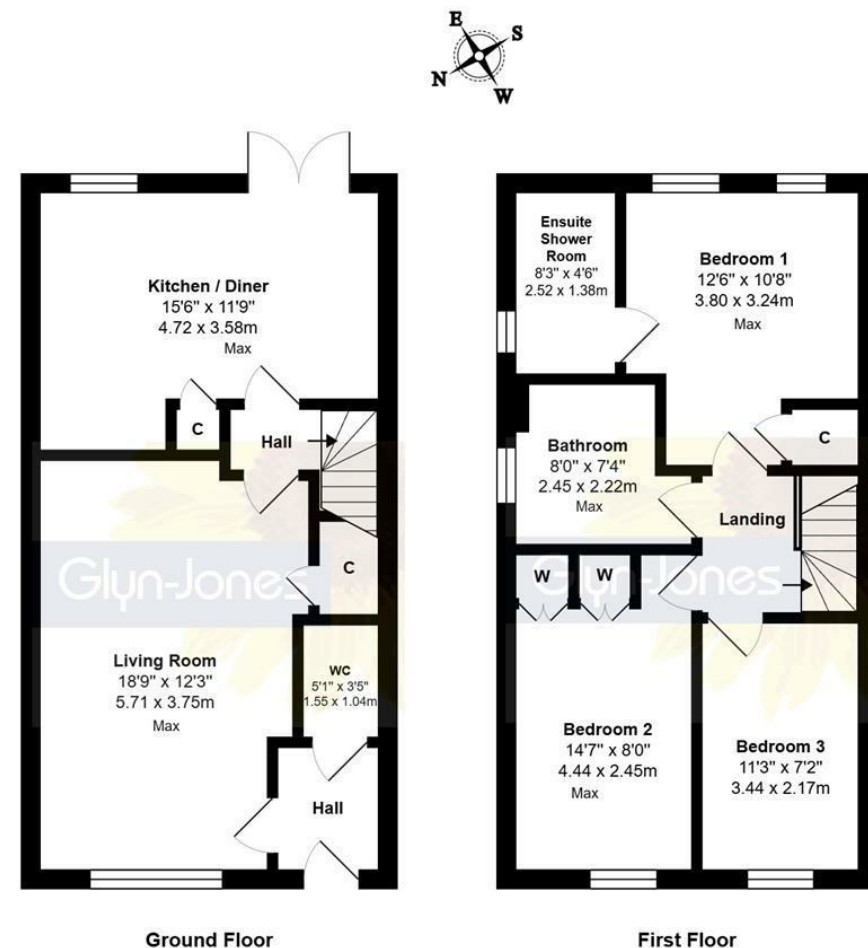 E
S
N
W
Kitchen / Diner
15'6" x 11'9"
4.72 x 3.58m
Max
C
Hall
C
Living Room
18'9" x 12'3"
5.71 x 3.75m
Max
WC
5'1" x 3'5"
1.55 x 1.04m
Hall
Glyn-Jones
Ground Floor
Ensuite
Shower
Room
8'3" x 4'6"
2.52 x 1.38m
Bedroom 1
12'6" x 10'8"
3.80 x 3.24m
Max
C
Bathroom
8'0" x 7'4"
2.45 x 2.22m
Max
Landing
W
W
Glyn-Jones
Bedroom 2
14'7" x 8'0"
4.44 x 2.45m
Max
Bedroom 3
11'3" x 7'2"
3.44 x 2.17m
First Floor